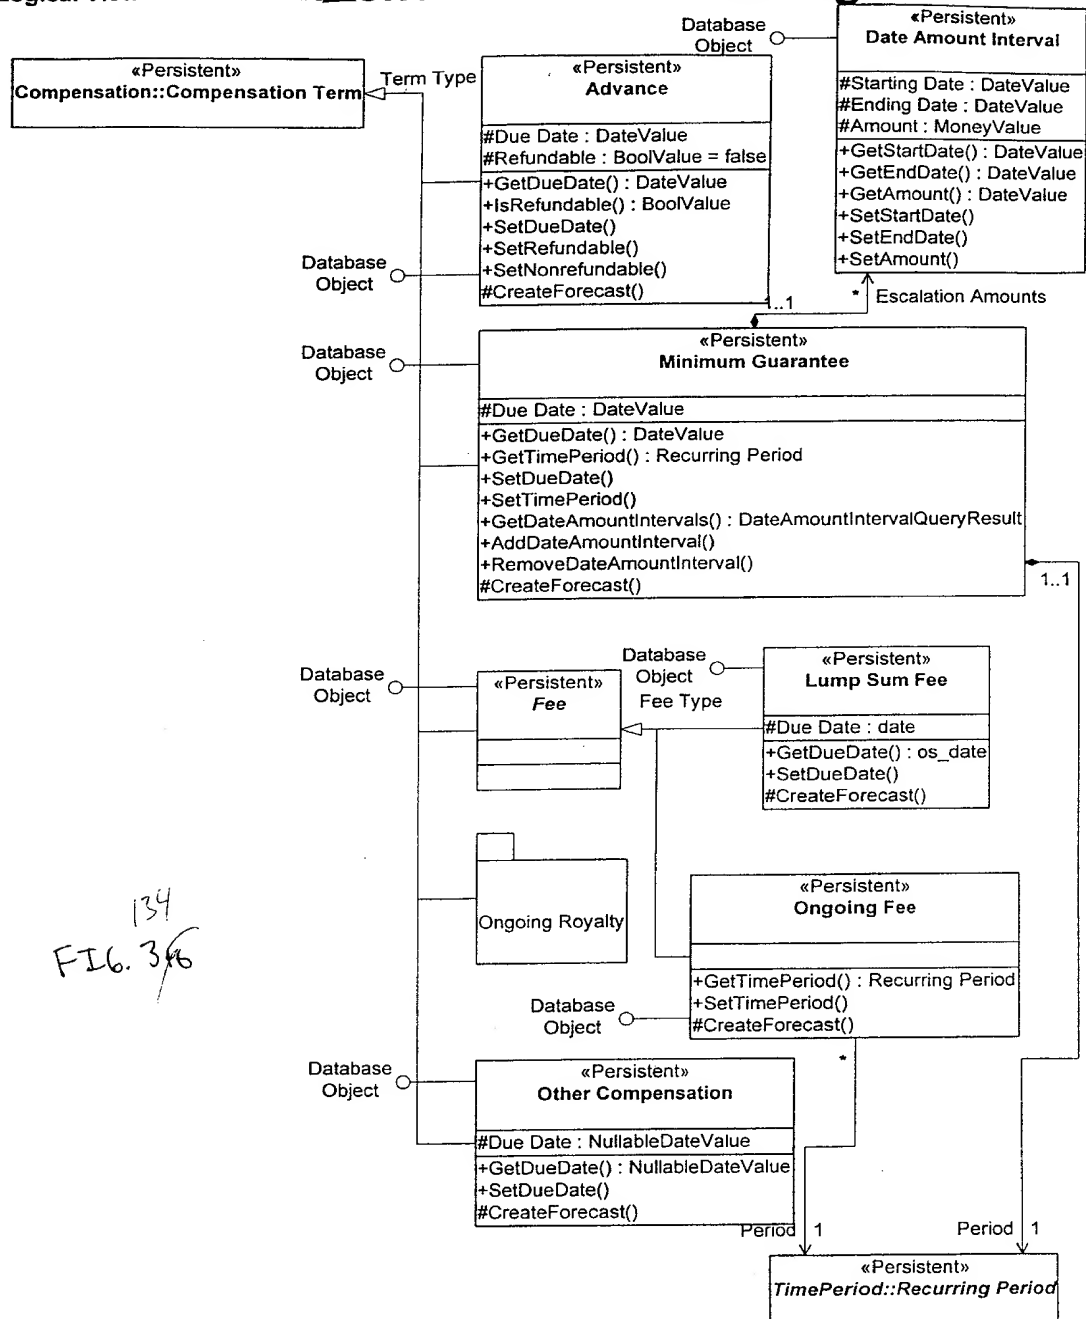 Database
Object
«Persistent»
Date Amount Interval
#Starting Date : DateValue
#Ending Date : DateValue
#Amount : MoneyValue
+GetStartDate() : DateValue
+GetEndDate() : DateValue
+GetAmount() : DateValue
+SetStartDate()
+SetEndDate()
+SetAmount()
«Persistent»
Compensation::Compensation Term
Term Type
«Persistent»
Advance
#Due Date : DateValue
#Refundable : BoolValue = false
+GetDueDate() : DateValue
+IsRefundable() : BoolValue
+SetDueDate()
+SetRefundable()
+SetNonrefundable()
#CreateForecast()
Database
Object
1..1
* Escalation Amounts
Database
Object
«Persistent»
Minimum Guarantee
#Due Date : DateValue
+GetDueDate() : DateValue
+GetTimePeriod() : Recurring Period
+SetDueDate()
+SetTimePeriod()
+GetDateAmountIntervals() : DateAmountIntervalQueryResult
+AddDateAmountInterval()
+RemoveDateAmountInterval()
#CreateForecast()
1..1
Database
Object
«Persistent»
Fee
Database
Object
Fee Type
«Persistent»
Lump Sum Fee
#Due Date : date
+GetDueDate() : os_date
+SetDueDate()
#CreateForecast()
Ongoing Royalty
«Persistent»
Ongoing Fee
+GetTimePeriod() : Recurring Period
+SetTimePeriod()
#CreateForecast()
Database
Object
*
134
FIG.
Database
Object
«Persistent»
Other Compensation
#Due Date : NullableDateValue
+GetDueDate() : NullableDateValue
+SetDueDate()
#CreateForecast()
Period 1
Period 1
«Persistent»
TimePeriod::Recurring Period